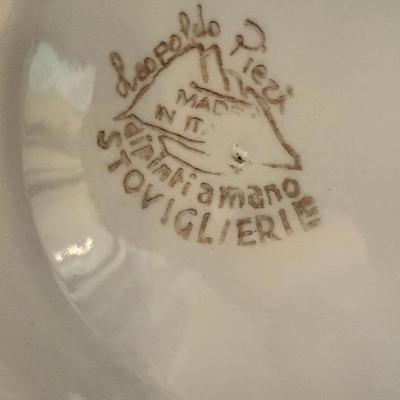 Leopoldo Pieri
MADE
IN IT.
dipinti a mano
STOVIGLIERIE